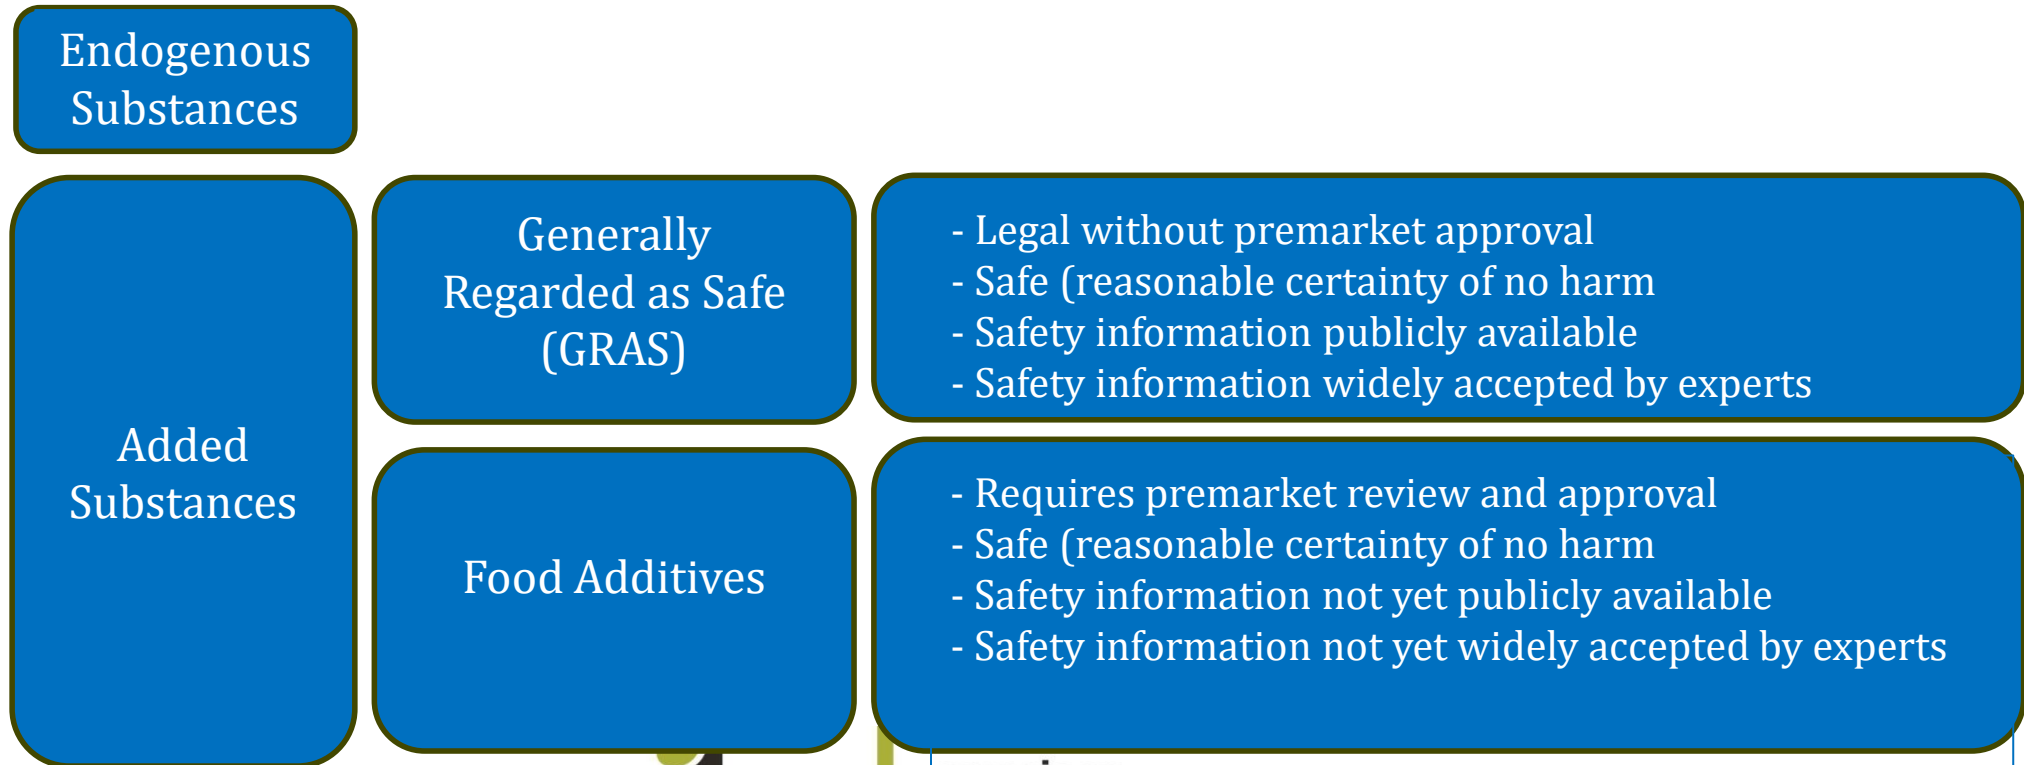 Endogenous
Substances
Added
Substances
Generally
Regarded as Safe
(GRAS)
- Legal without premarket approval
- Safe (reasonable certainty of no harm
- Safety information publicly available
- Safety information widely accepted by experts
Food Additives
- Requires premarket review and approval
- Safe (reasonable certainty of no harm
- Safety information not yet publicly available
- Safety information not yet widely accepted by experts